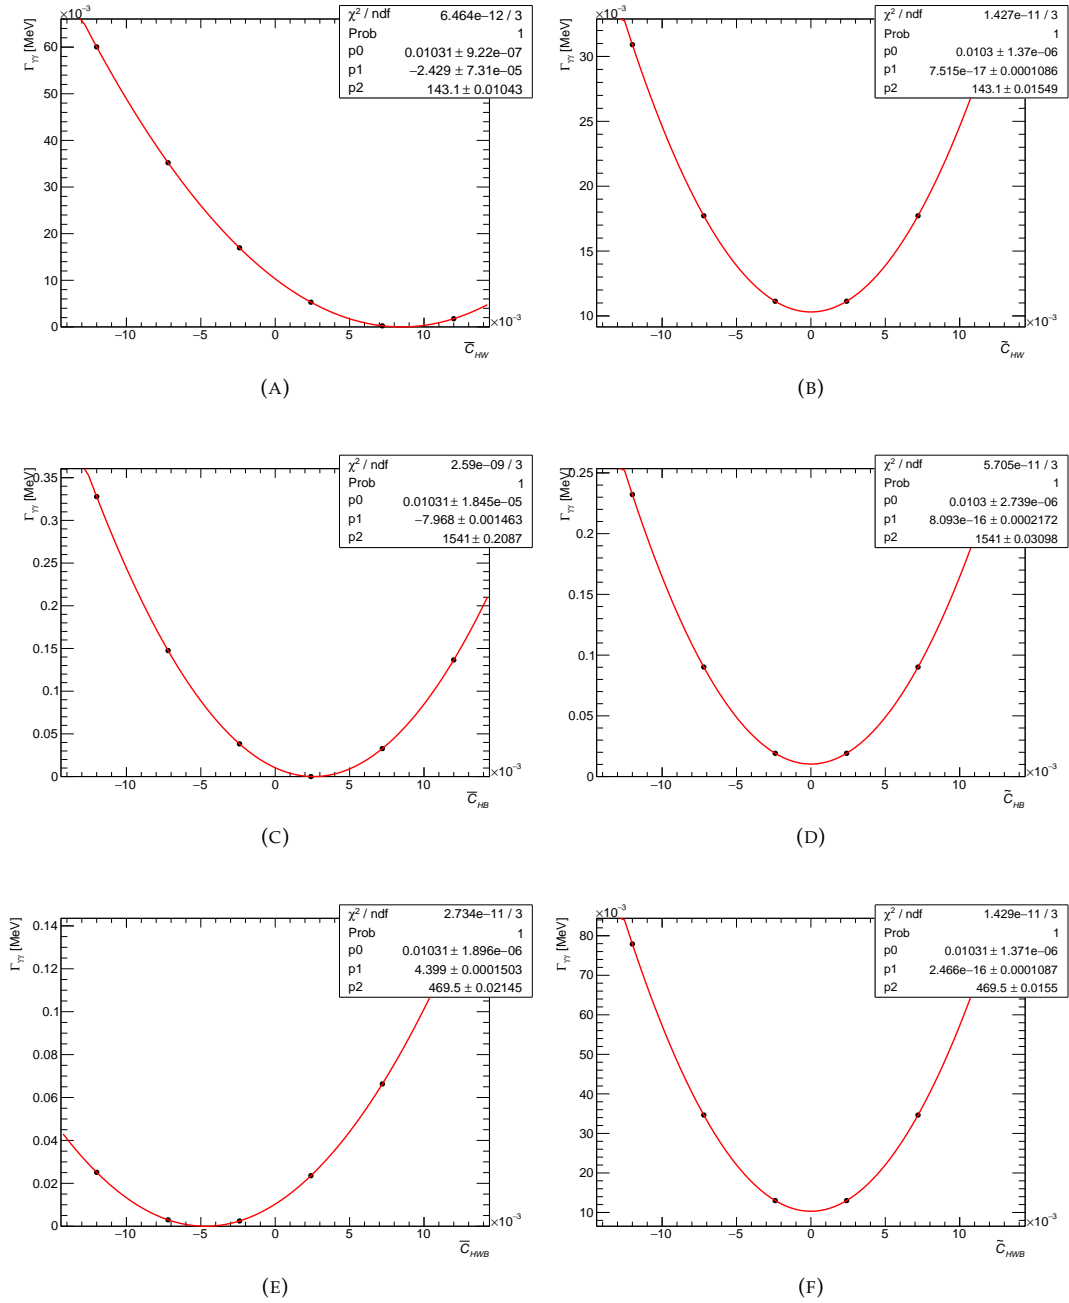 ×10⁻³
Γγγ [MeV]
χ² / ndf 6.464e−12 / 3
Prob 1
p0 0.01031 ± 9.22e−07
p1 −2.429 ± 7.31e−05
p2 143.1 ± 0.01043
60
50
40
30
20
10
0
−10 −5 0 5 10
×10⁻³
C̅HW
(A)
×10⁻³
Γγγ [MeV]
χ² / ndf 1.427e−11 / 3
Prob 1
p0 0.0103 ± 1.37e−06
p1 7.515e−17 ± 0.0001086
p2 143.1 ± 0.01549
30
25
20
15
10
−10 −5 0 5 10
×10⁻³
C̃HW
(B)
Γγγ [MeV]
χ² / ndf 2.59e−09 / 3
Prob 1
p0 0.01031 ± 1.845e−05
p1 −7.968 ± 0.001463
p2 1541 ± 0.2087
0.35
0.3
0.25
0.2
0.15
0.1
0.05
0
−10 −5 0 5 10
×10⁻³
C̅HB
(C)
Γγγ [MeV]
χ² / ndf 5.705e−11 / 3
Prob 1
p0 0.0103 ± 2.739e−06
p1 8.093e−16 ± 0.0002172
p2 1541 ± 0.03098
0.25
0.2
0.15
0.1
0.05
0
−10 −5 0 5 10
×10⁻³
C̃HB
(D)
Γγγ [MeV]
χ² / ndf 2.734e−11 / 3
Prob 1
p0 0.01031 ± 1.896e−06
p1 4.399 ± 0.0001503
p2 469.5 ± 0.02145
0.14
0.12
0.1
0.08
0.06
0.04
0.02
0
−10 −5 0 5 10
×10⁻³
C̅HWB
(E)
×10⁻³
Γγγ [MeV]
χ² / ndf 1.429e−11 / 3
Prob 1
p0 0.01031 ± 1.371e−06
p1 2.466e−16 ± 0.0001087
p2 469.5 ± 0.0155
80
70
60
50
40
30
20
10
−10 −5 0 5 10
×10⁻³
C̃HWB
(F)